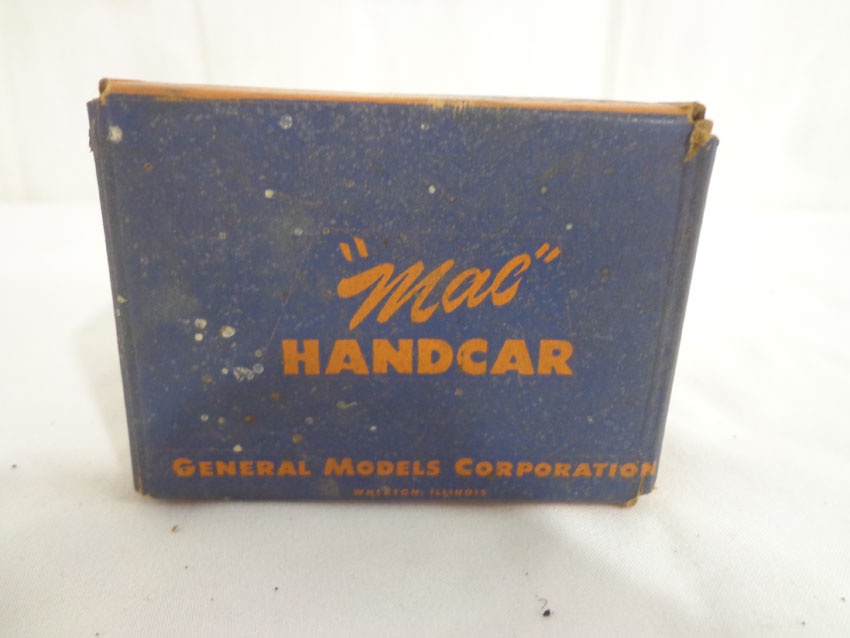 "Mac"
HANDCAR
GENERAL MODELS CORPORATION
WHEATON, ILLINOIS